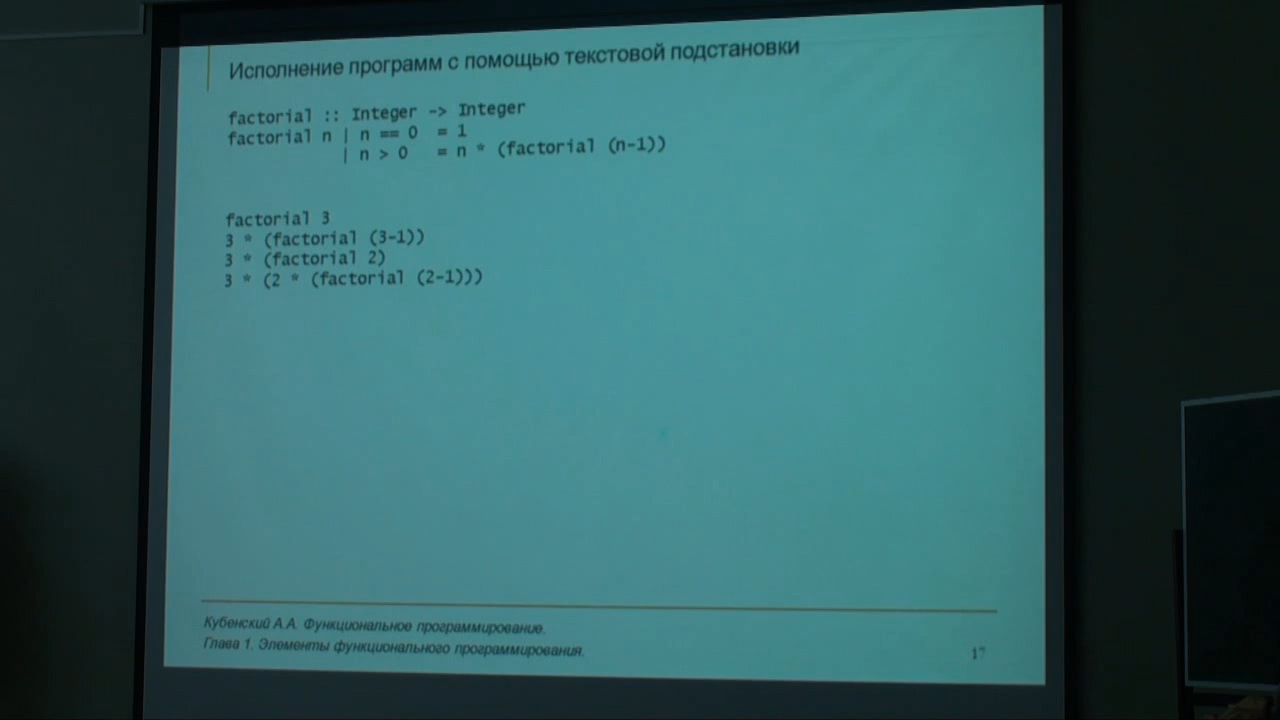 Исполнение программ с помощью текстовой подстановки
factorial :: Integer -> Integer
factorial n | n == 0 = 1
| n > 0 = n * (factorial (n-1))
factorial 3
3 * (factorial (3-1))
3 * (factorial 2)
3 * (2 * (factorial (2-1)))
Кубенский А.А. Функциональное программирование.
Глава 1. Элементы функционального программирования.
17